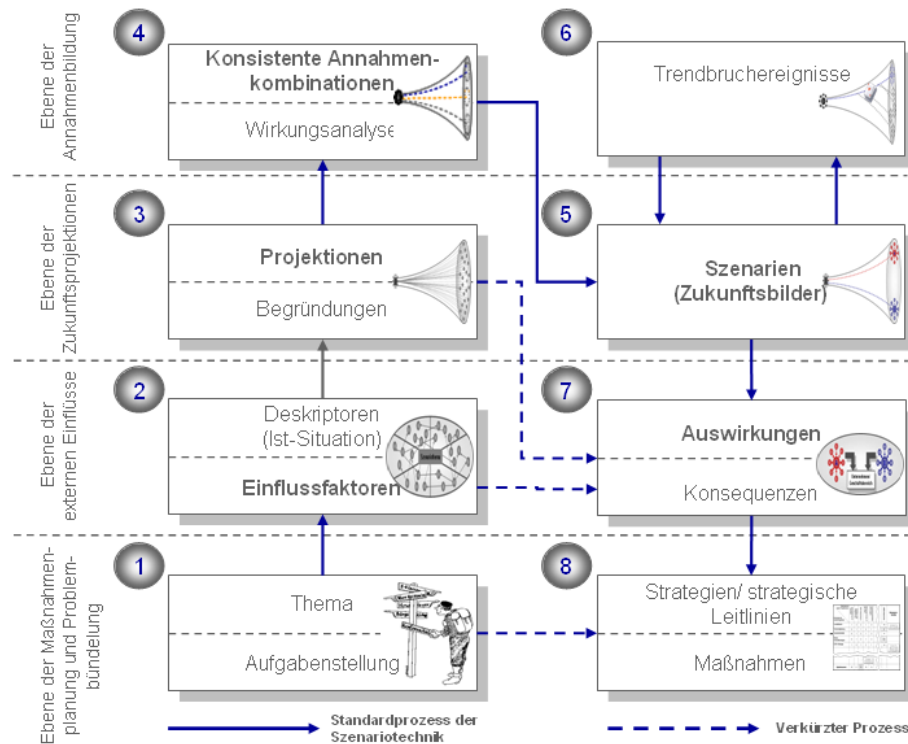 Ebene der
Annahmenbildung
4
Konsistente Annahmen-
kombinationen
Wirkungsanalyse
6
Trendbruchereignisse
Ebene der
Zukunftsprojektionen
3
Projektionen
Begründungen
5
Szenarien
(Zukunftsbilder)
Ebene der
externen Einflüsse
2
Deskriptoren
(Ist-Situation)
Einflussfaktoren
7
Auswirkungen
Konsequenzen
Ebene der Maßnahmen-
planung und Problem-
bündelung
1
Thema
Aufgabenstellung
8
Strategien/ strategische
Leitlinien
Maßnahmen
Standardprozess der
Szenariotechnik
Verkürzter Prozess